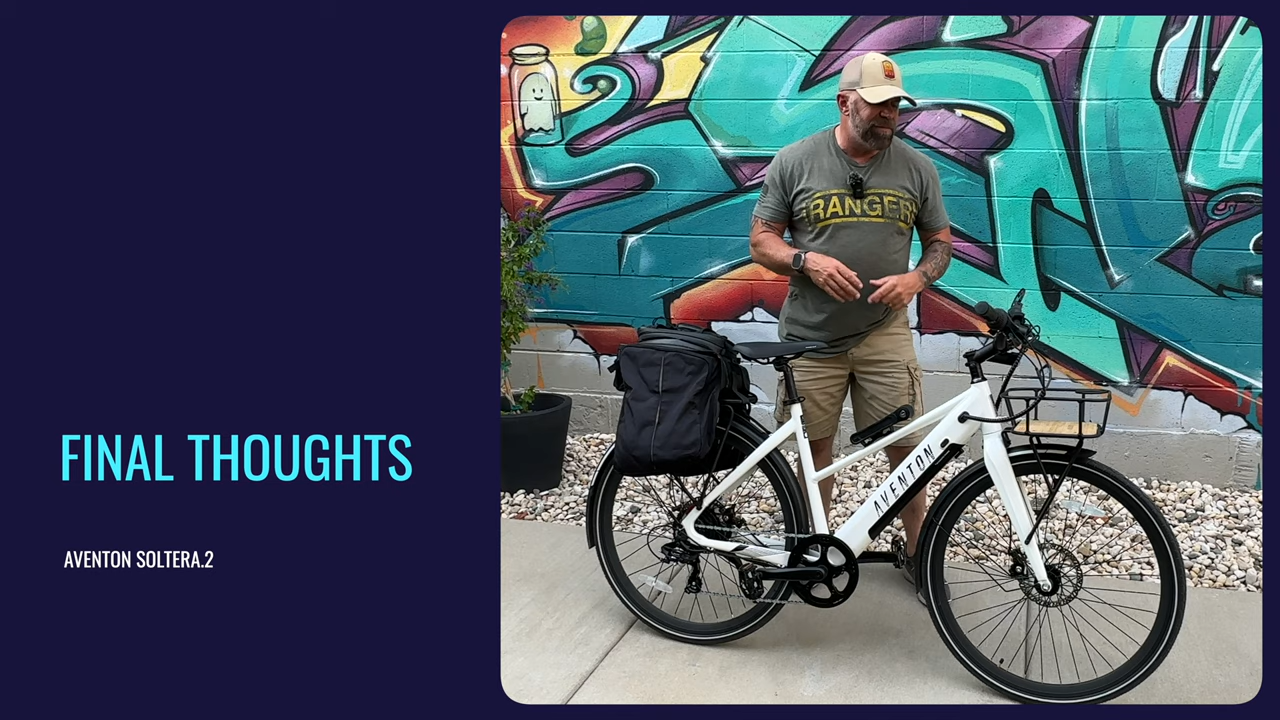 FINAL THOUGHTS
AVENTON SOLTERA.2
RANGER
AVENTON